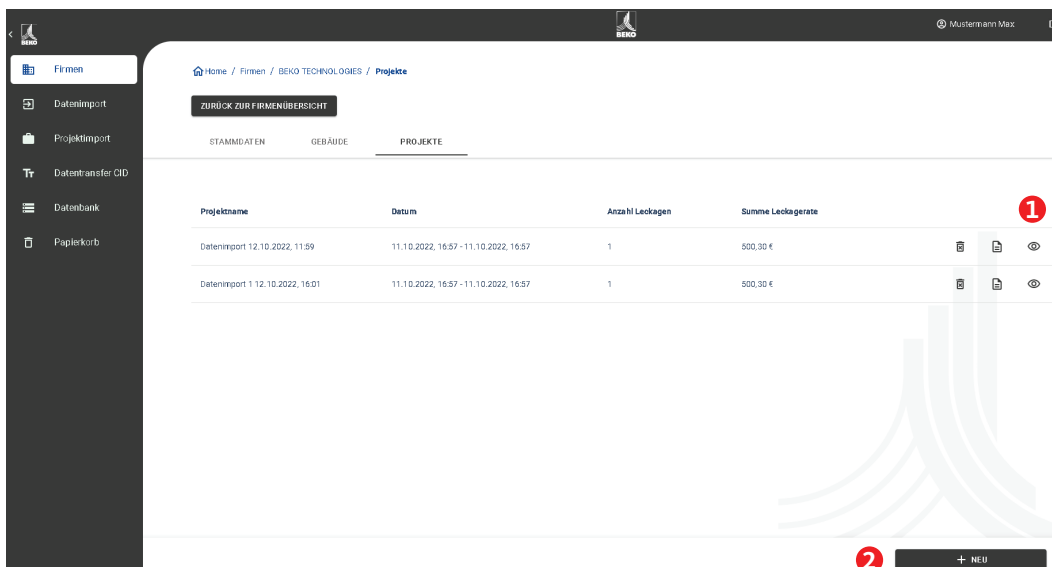 BEKO
BEKO
Mustermann Max
Firmen
Datenimport
Projektimport
Datentransfer CID
Datenbank
Papierkorb
Home / Firmen / BEKO TECHNOLOGIES / Projekte
ZURÜCK ZUR FIRMENÜBERSICHT
STAMMDATEN GEBÄUDE PROJEKTE
1
Projektname Datum Anzahl Leckagen Summe Leckagerate
Datenimport 12.10.2022, 11:59 11.10.2022, 16:57 - 11.10.2022, 16:57 1 500,30 €
Datenimport 1 12.10.2022, 16:01 11.10.2022, 16:57 - 11.10.2022, 16:57 1 500,30 €
2
+ NEU